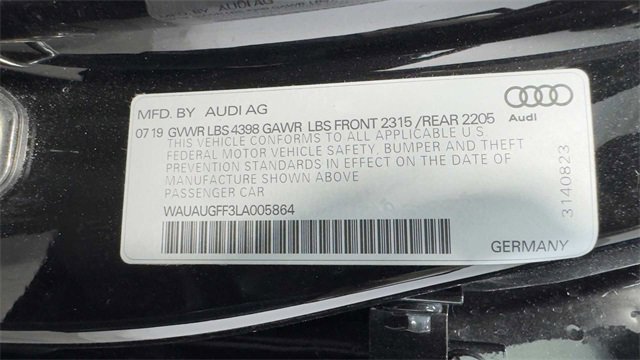 MFD. BY AUDI AG
07 19 GVWR LBS 4398 GAWR LBS FRONT 2315 /REAR 2205
THIS VEHICLE CONFORMS TO ALL APPLICABLE U S
FEDERAL MOTOR VEHICLE SAFETY, BUMPER AND THEFT
PREVENTION STANDARDS IN EFFECT ON THE DATE OF
MANUFACTURE SHOWN ABOVE
PASSENGER CAR
WAUAUGFF3LA005864
Audi
3140823
GERMANY